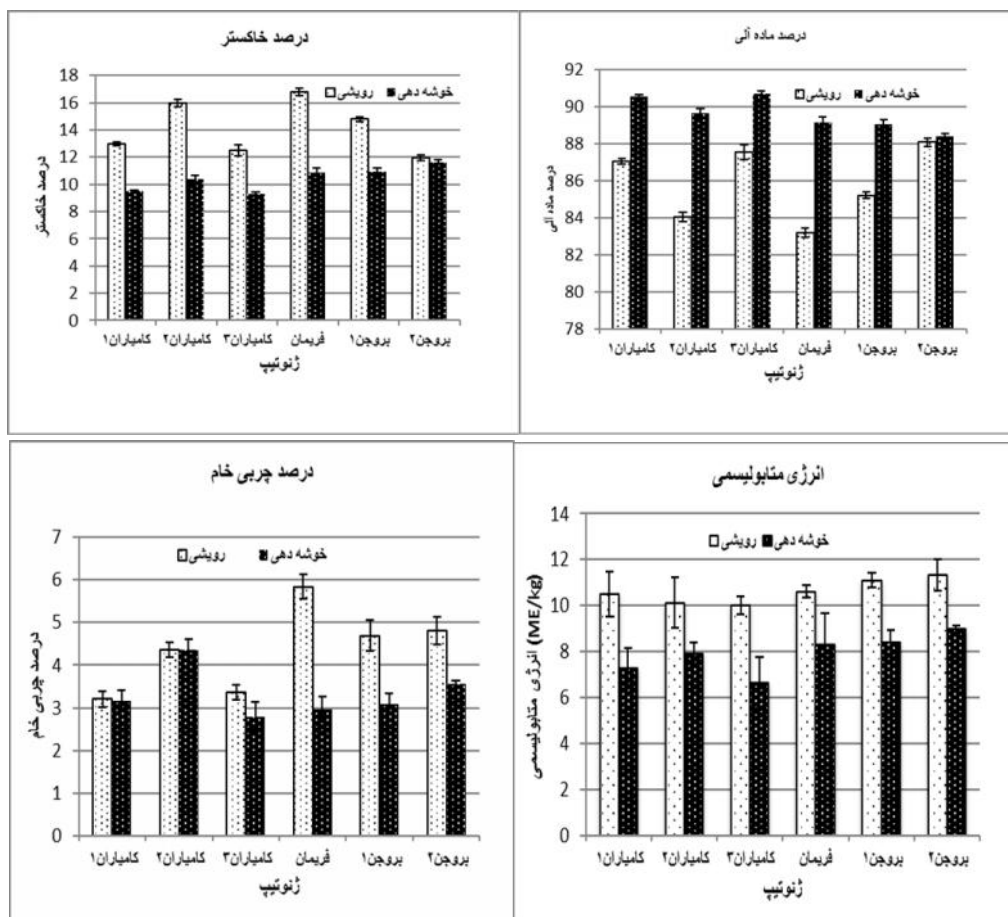 درصد خاکستر
رویشی خوشه دهی
درصد خاکستر
18
16
14
12
10
8
6
4
2
0
کامیاران۱ کامیاران۲ کامیاران۳ فریمان بروجن۱ بروجن۲
ژنوتیپ
درصد ماده آلی
رویشی خوشه دهی
درصد ماده آلی
92
90
88
86
84
82
80
78
کامیاران۱ کامیاران۲ کامیاران۳ فریمان بروجن۱ بروجن۲
ژنوتیپ
درصد چربی خام
رویشی خوشه دهی
درصد چربی خام
7
6
5
4
3
2
1
0
کامیاران۱ کامیاران۲ کامیاران۳ فریمان بروجن۱ بروجن۲
ژنوتیپ
انرژی متابولیسمی
رویشی خوشه دهی
انرژی متابولیسمی (ME/kg)
14
12
10
8
6
4
2
0
کامیاران۱ کامیاران۲ کامیاران۳ فریمان بروجن۱ بروجن۲
ژنوتیپ